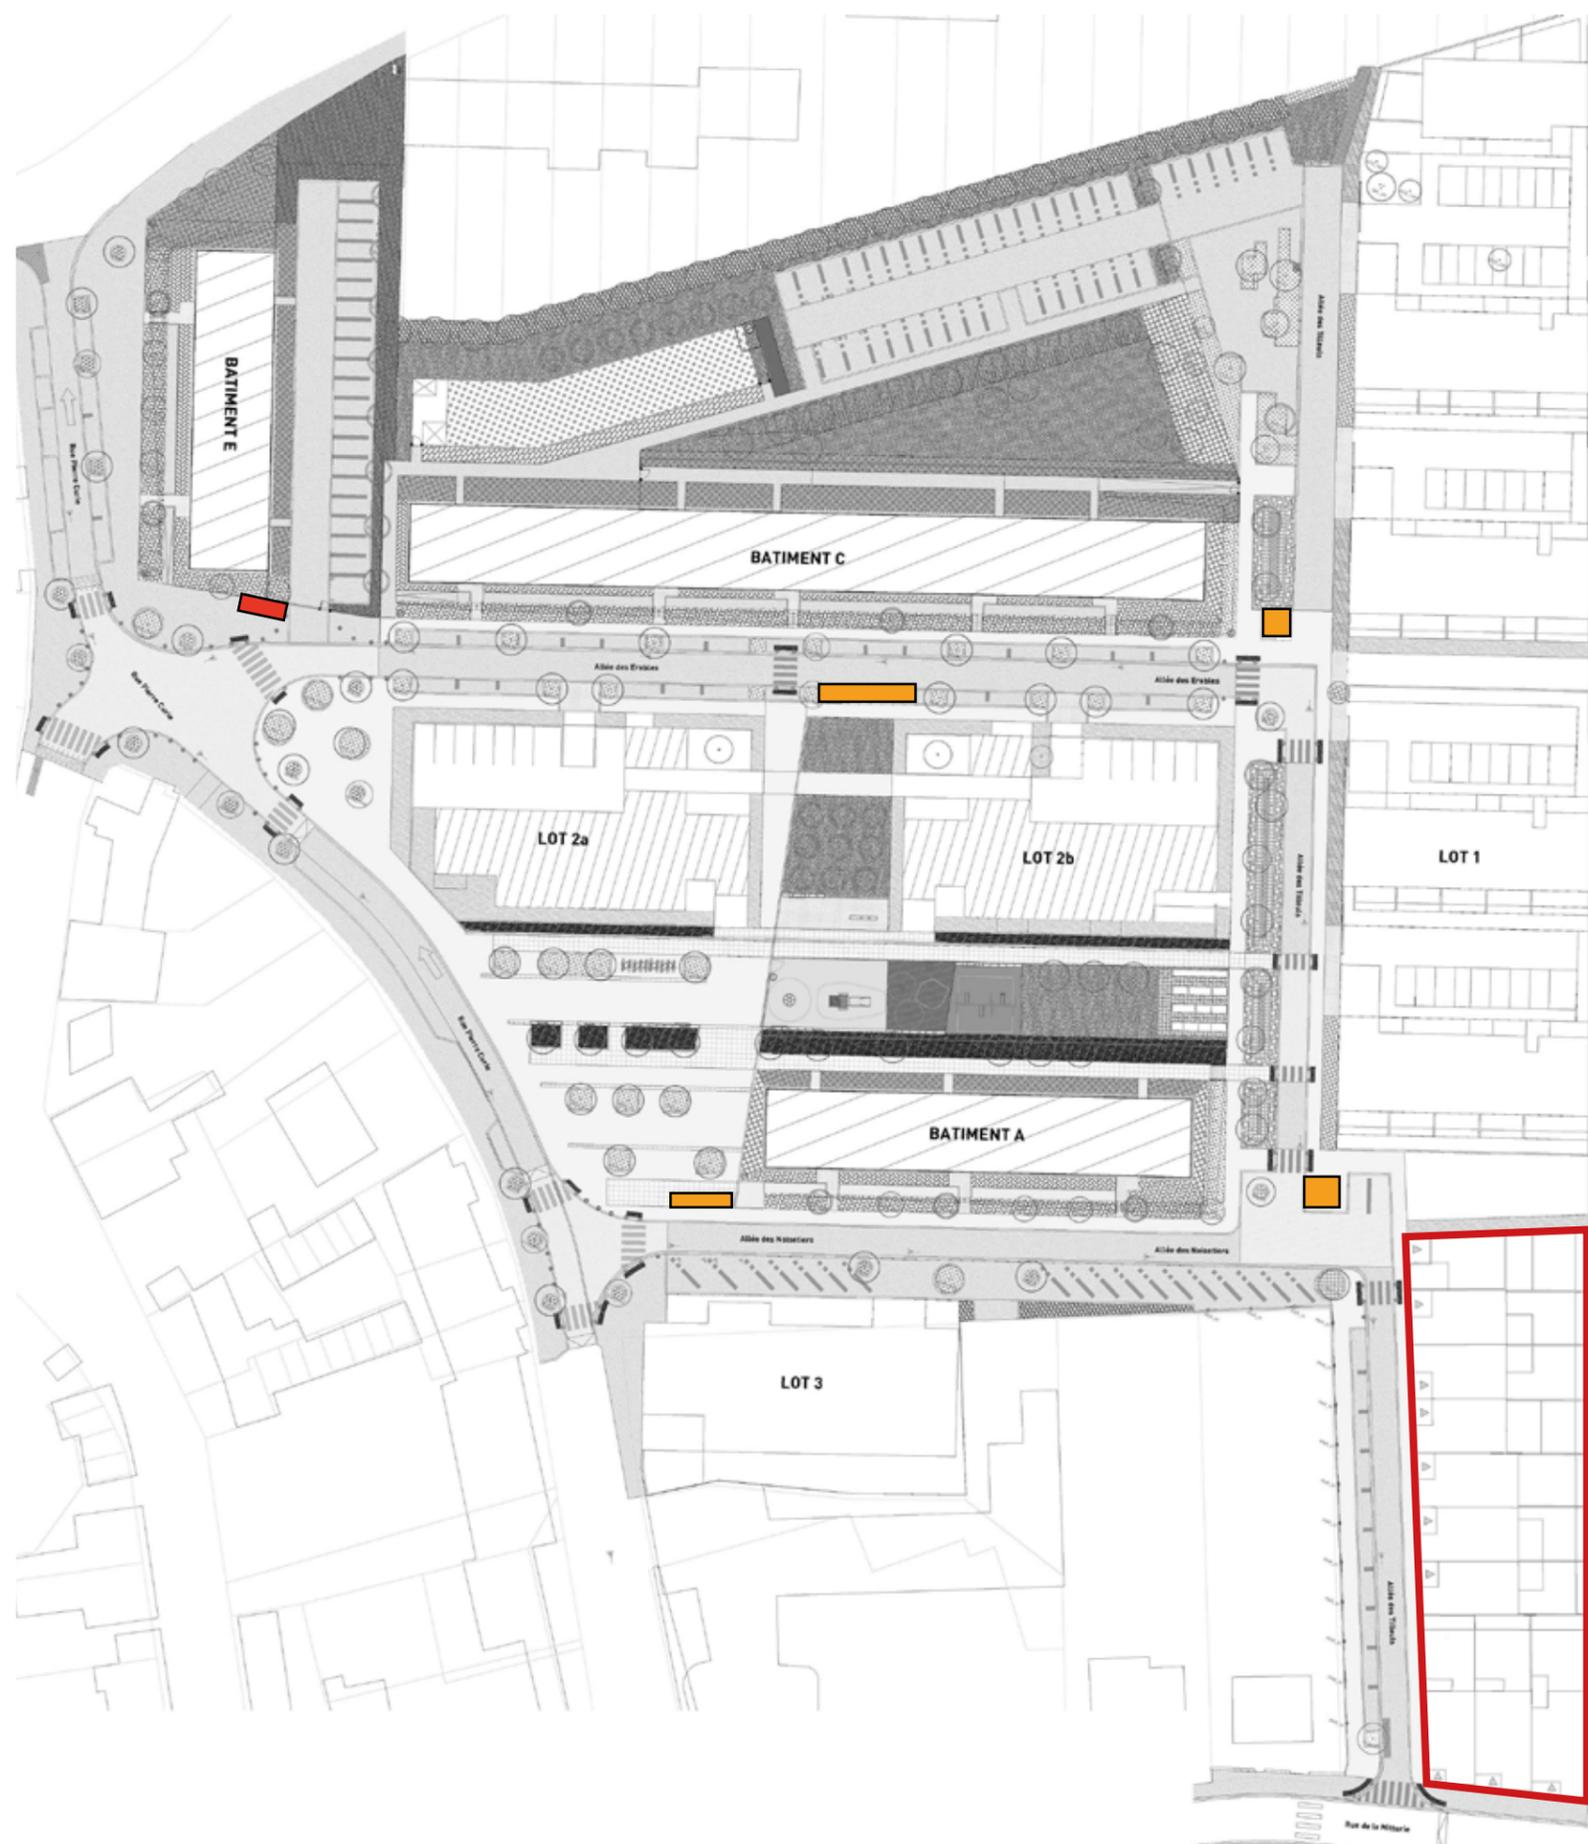 Allée des Tilleuls
BATIMENT E
Rue Pierre Curie
BATIMENT C
Allée des Erables
Allée des Erables
Rue Pierre Curie
LOT 2a
LOT 2b
LOT 1
Allée des Tilleuls
Rue Pierre Curie
BATIMENT A
Allée des Noisetiers
Allée des Noisetiers
LOT 3
Allée des Tilleuls
Rue de la Mitterie